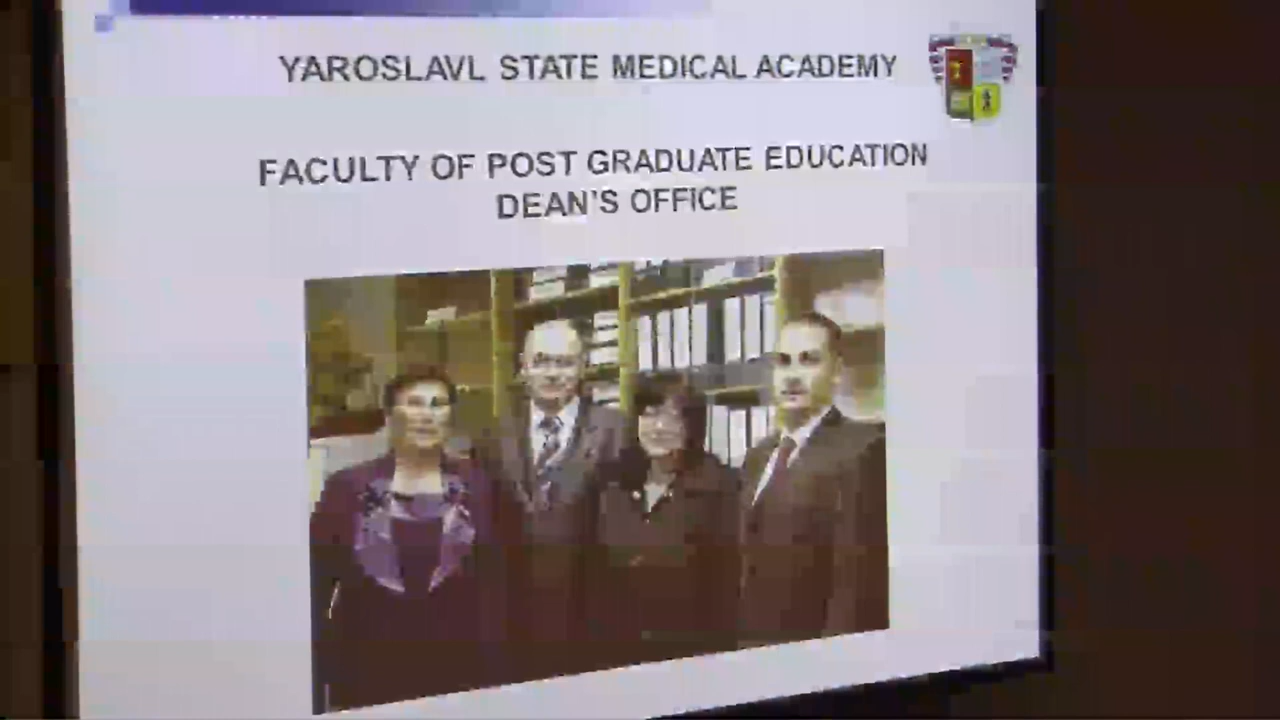 YAROSLAVL STATE MEDICAL ACADEMY
FACULTY OF POST GRADUATE EDUCATION
DEAN'S OFFICE